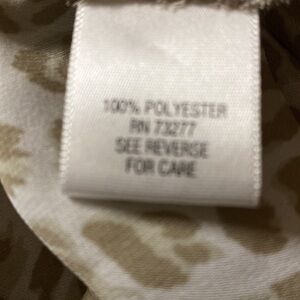 100% POLYESTER
RN 73277
SEE REVERSE
FOR CARE